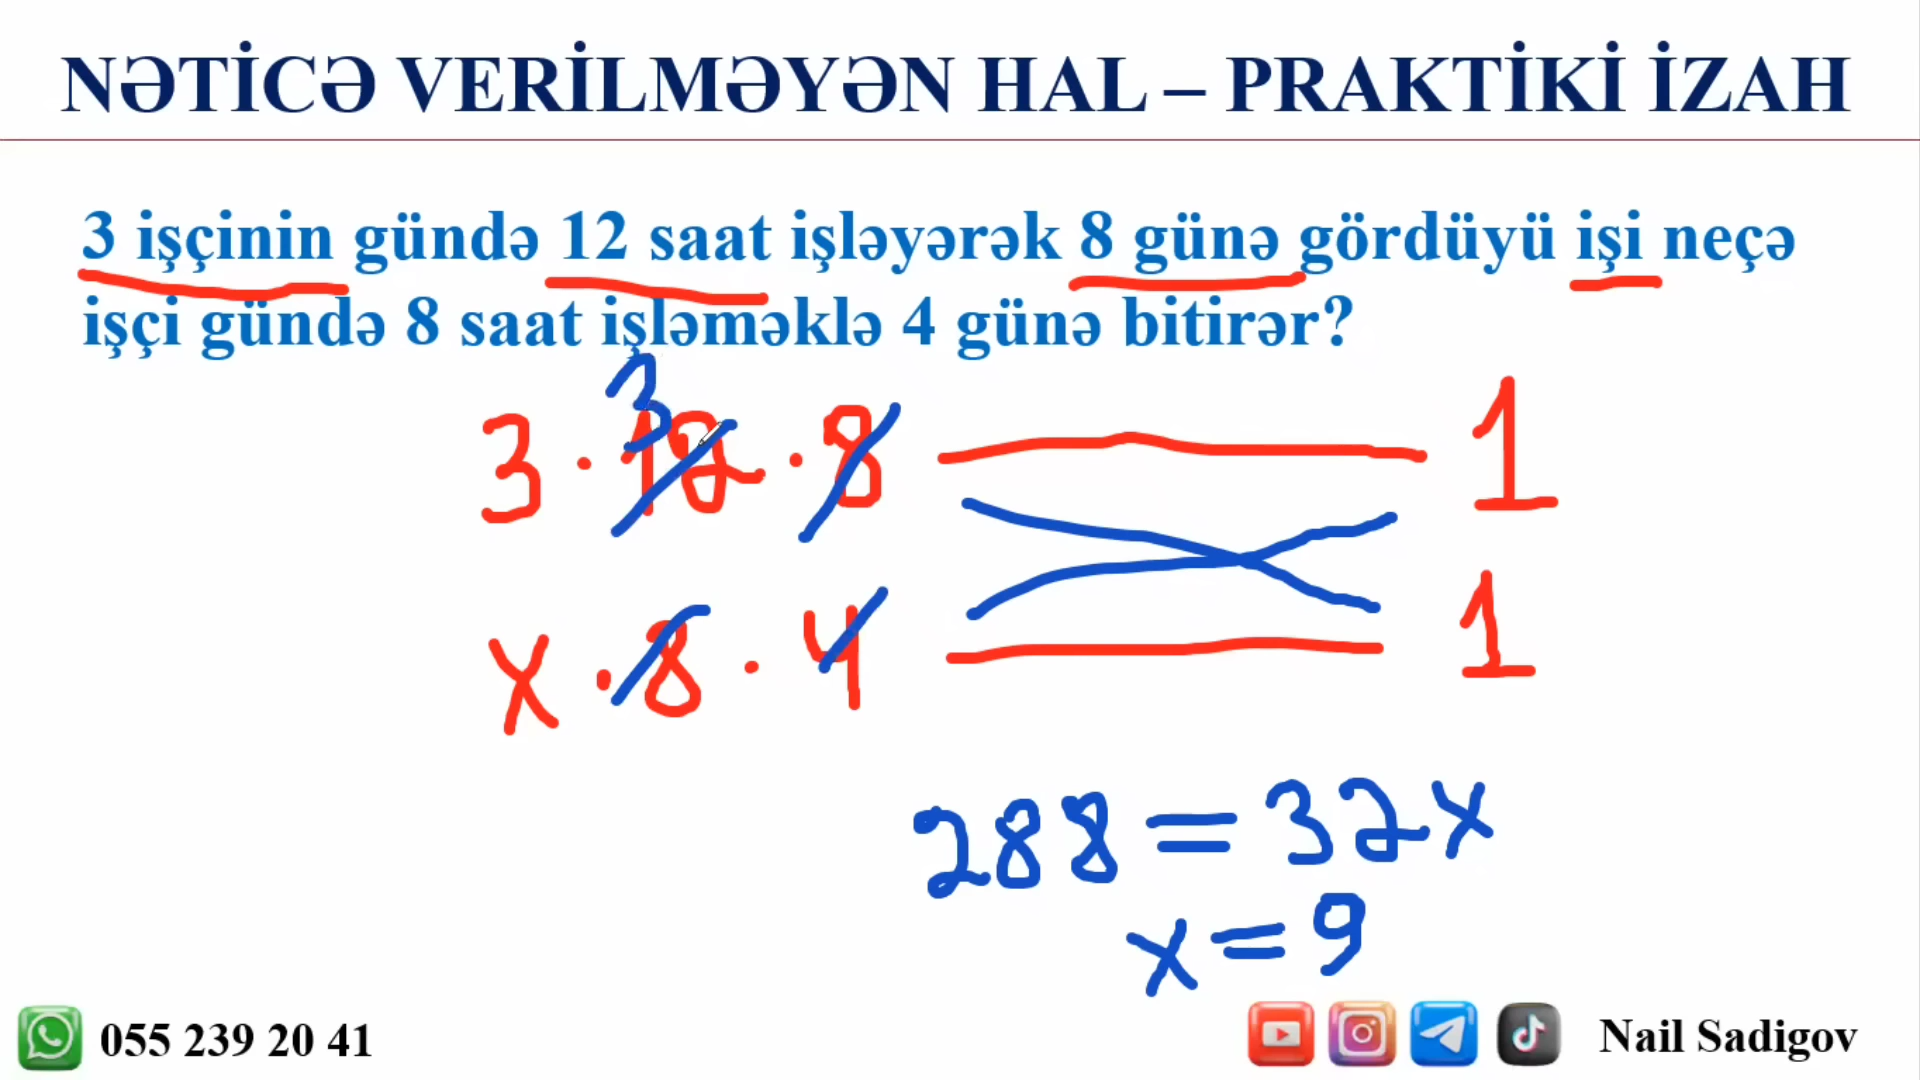 NƏTİCƏ VERİLMƏYƏN HAL – PRAKTİKİ İZAH
3 işçinin gündə 12 saat işləyərək 8 günə gördüyü işi neçə
işçi gündə 8 saat işləməklə 4 günə bitirər?
3
3 · 12 · 8 1
x · 8 · 4 1
288 = 32x
x = 9
055 239 20 41
Nail Sadigov